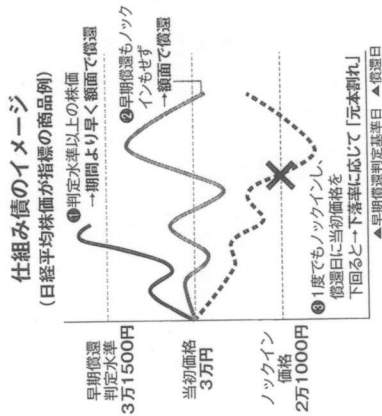 仕組み債のイメージ
(日経平均株価が指標の商品例)
早期償還
判定水準
3万1500円
当初価格
3万円
ノックイン
価格
2万1000円
❶判定水準以上の株価
→期間より早く額面で償還
❷早期償還もノック
インもせず
→額面で償還
❸1度でもノックインし、
償還日に当初価格を
下回ると→下落率に応じて「元本割れ」
▲早期償還判定基準日
▲償還日